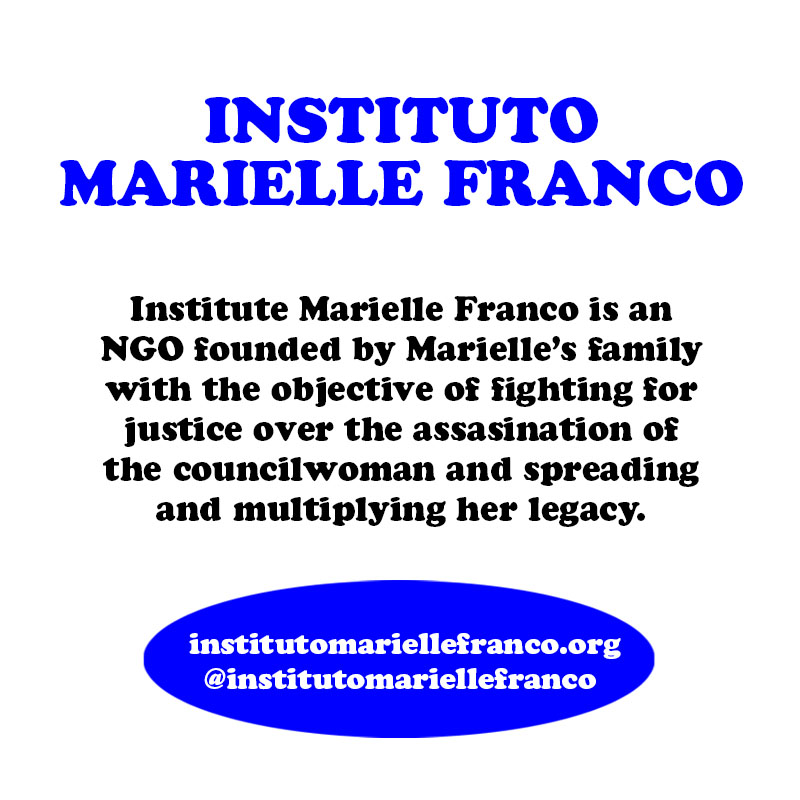 INSTITUTO
MARIELLE FRANCO
Institute Marielle Franco is an
NGO founded by Marielle’s family
with the objective of fighting for
justice over the assasination of
the councilwoman and spreading
and multiplying her legacy.
institutomariellefranco.org
@institutomariellefranco